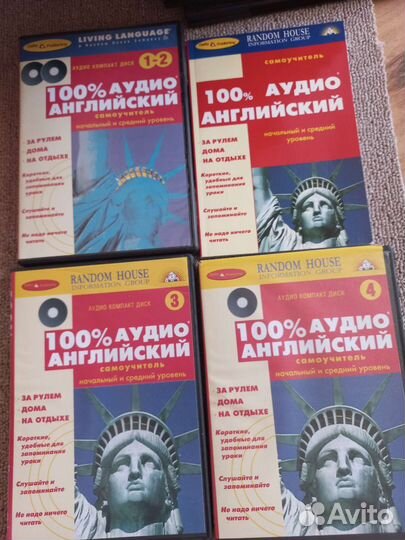 LIVING LANGUAGE
A RANDOM HOUSE COMPANY
АУДИО КОМПАКТ ДИСК 1-2
100% АУДИО
АНГЛИЙСКИЙ
самоучитель
начальный и средний уровень
ЗА РУЛЕМ
ДОМА
НА ОТДЫХЕ
Короткие,
удобные для
запоминания
уроки
Слушайте и
запоминайте
Не надо ничего
читать
RANDOM HOUSE
INFORMATION GROUP
самоучитель
100% АУДИО
АНГЛИЙСКИЙ
начальный и средний уровень
ЗА РУЛЕМ
ДОМА
НА ОТДЫХЕ
Короткие,
удобные для
запоминания
уроки
Слушайте и
запоминайте
Не надо ничего
читать
RANDOM HOUSE
INFORMATION GROUP
АУДИО КОМПАКТ ДИСК 3
100% АУДИО
АНГЛИЙСКИЙ
самоучитель
начальный и средний уровень
ЗА РУЛЕМ
ДОМА
НА ОТДЫХЕ
Короткие,
удобные для
запоминания
уроки
Слушайте и
запоминайте
Не надо ничего
читать
RANDOM HOUSE
INFORMATION GROUP
АУДИО КОМПАКТ ДИСК 4
100% АУДИО
АНГЛИЙСКИЙ
самоучитель
начальный и средний уровень
ЗА РУЛЕМ
ДОМА
НА ОТДЫХЕ
Короткие,
удобные для
запоминания
уроки
Слушайте и
запоминайте
Не надо ничего
читать
Avito